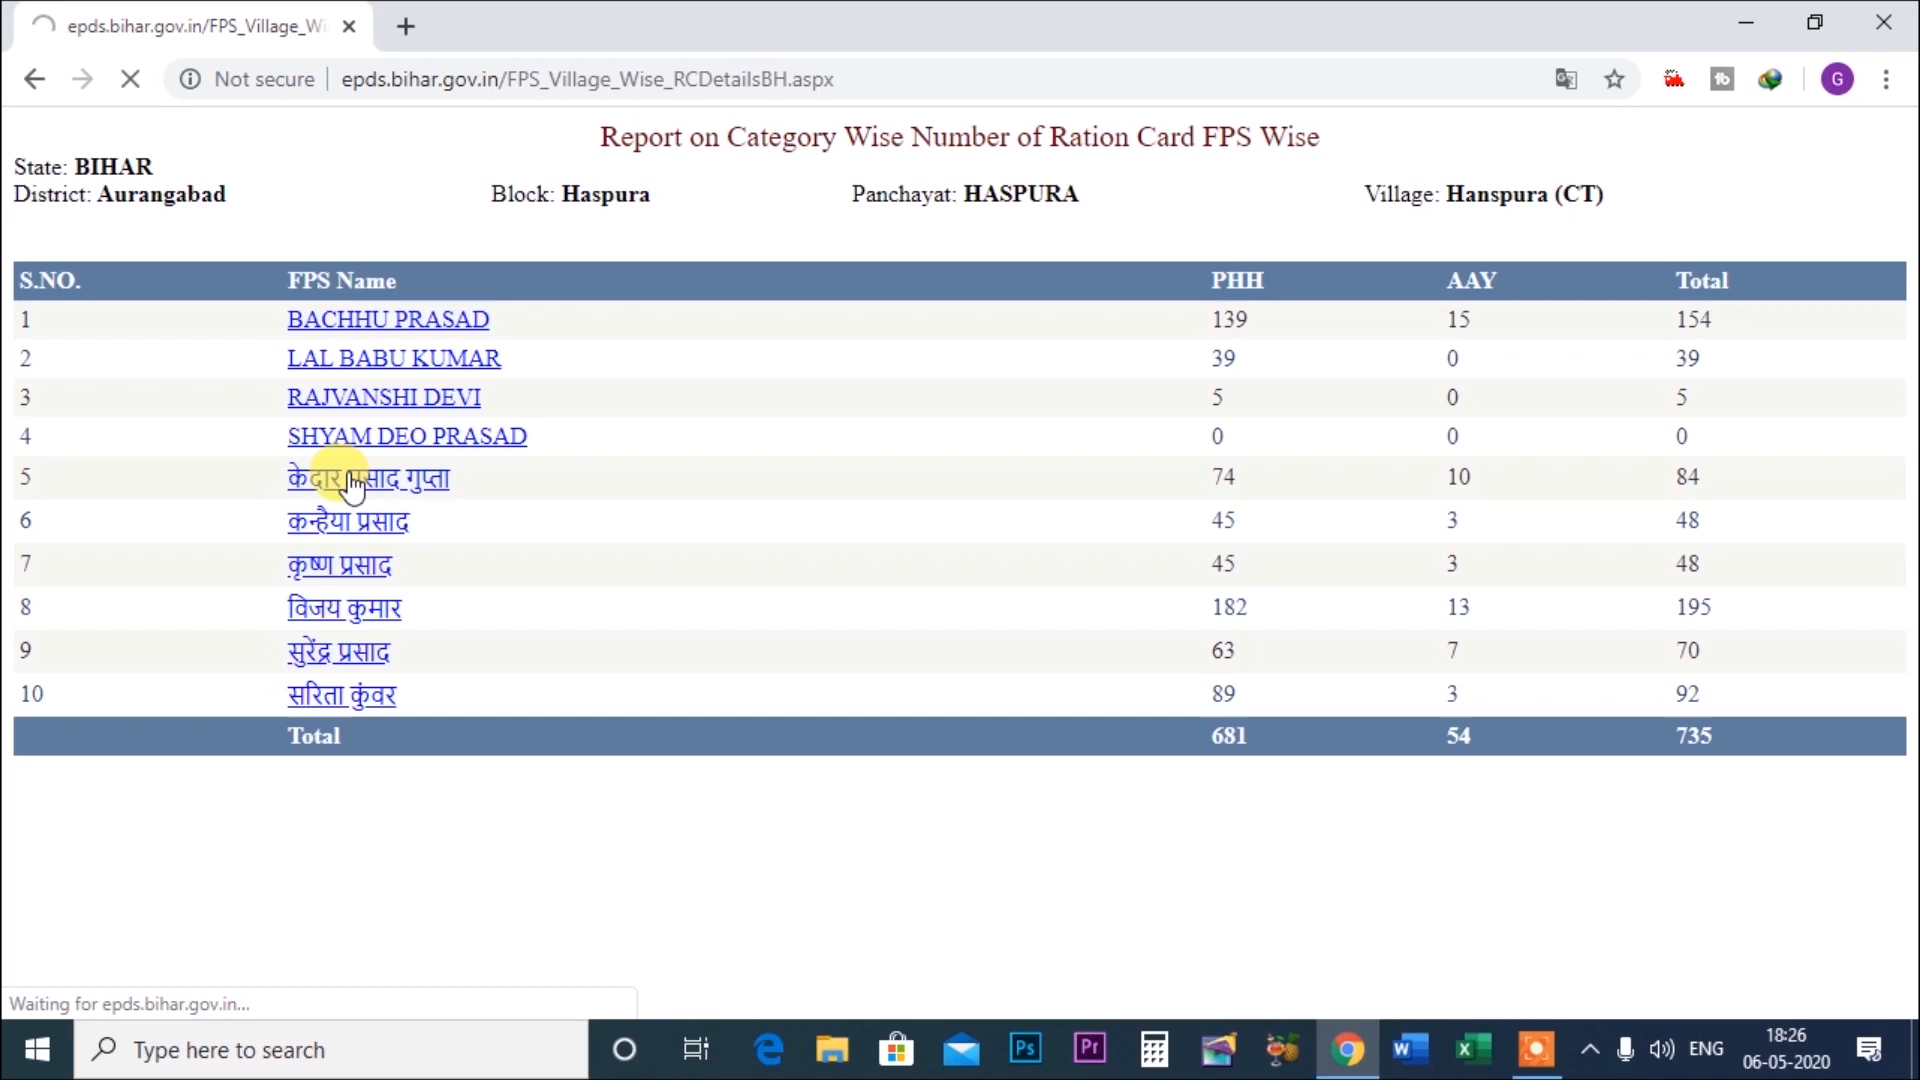 epds.bihar.gov.in/FPS_Village_Wi
Not secure epds.bihar.gov.in/FPS_Village_Wise_RCDetailsBH.aspx G
Report on Category Wise Number of Ration Card FPS Wise
State: BIHAR
District: Aurangabad Block: Haspura Panchayat: HASPURA Village: Hanspura (CT)
S.NO. FPS Name PHH AAY Total
1 BACHHU PRASAD 139 15 154
2 LAL BABU KUMAR 39 0 39
3 RAJVANSHI DEVI 5 0 5
4 SHYAM DEO PRASAD 0 0 0
5 केदार प्रसाद गुप्ता 74 10 84
6 कन्हैया प्रसाद 45 3 48
7 कृष्ण प्रसाद 45 3 48
8 विजय कुमार 182 13 195
9 सुरेंद्र प्रसाद 63 7 70
10 सरिता कुंवर 89 3 92
Total 681 54 735
Waiting for epds.bihar.gov.in...
Type here to search Ps Pr ENG 18:26
06-05-2020